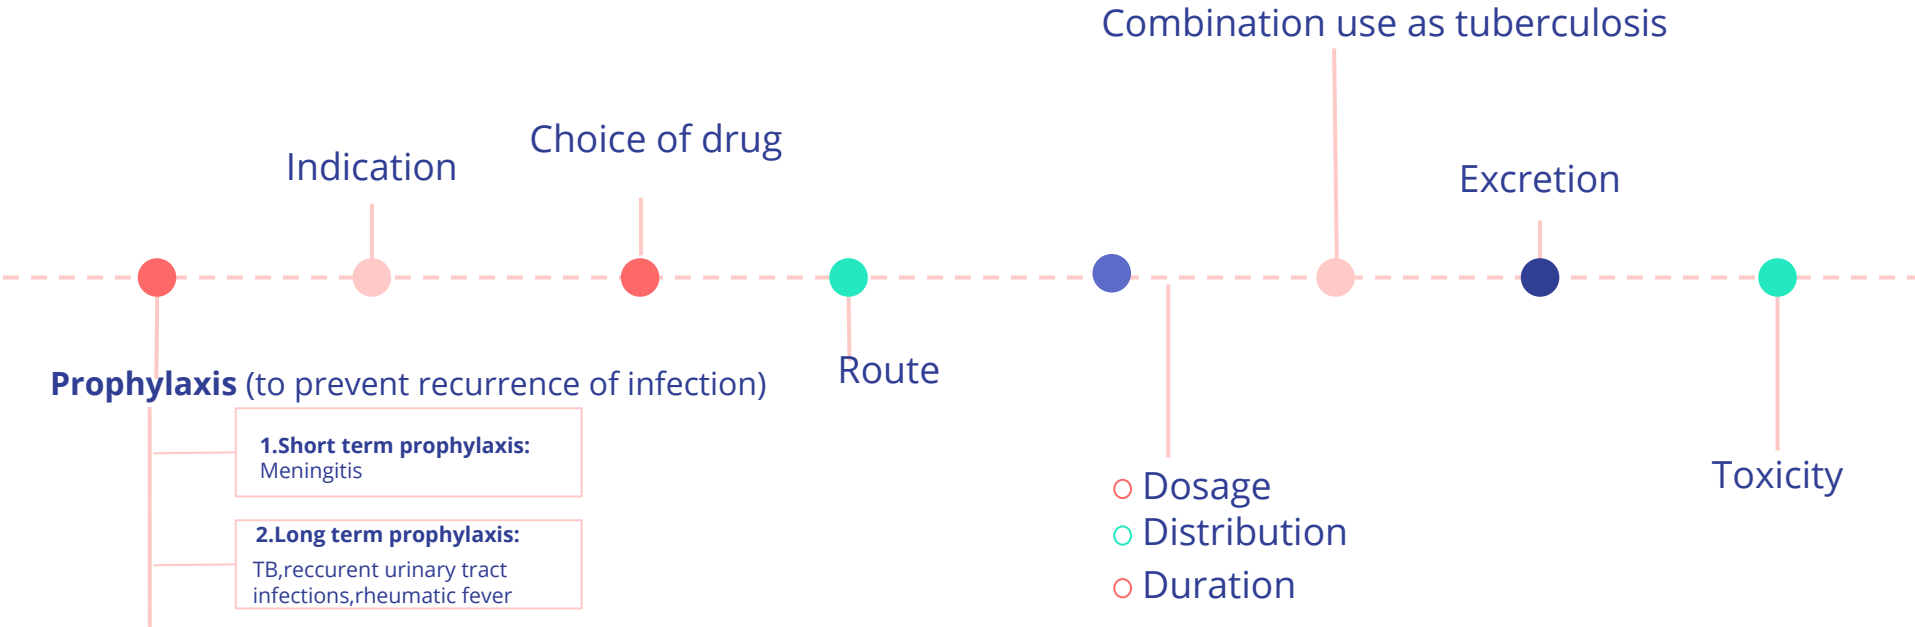 Combination use as tuberculosis
Choice of drug
Indication
Excretion
Prophylaxis (to prevent recurrence of infection)
Route
1.Short term prophylaxis:
Meningitis
2.Long term prophylaxis:
TB,reccurent urinary tract
infections,rheumatic fever
Dosage
Distribution
Duration
Toxicity